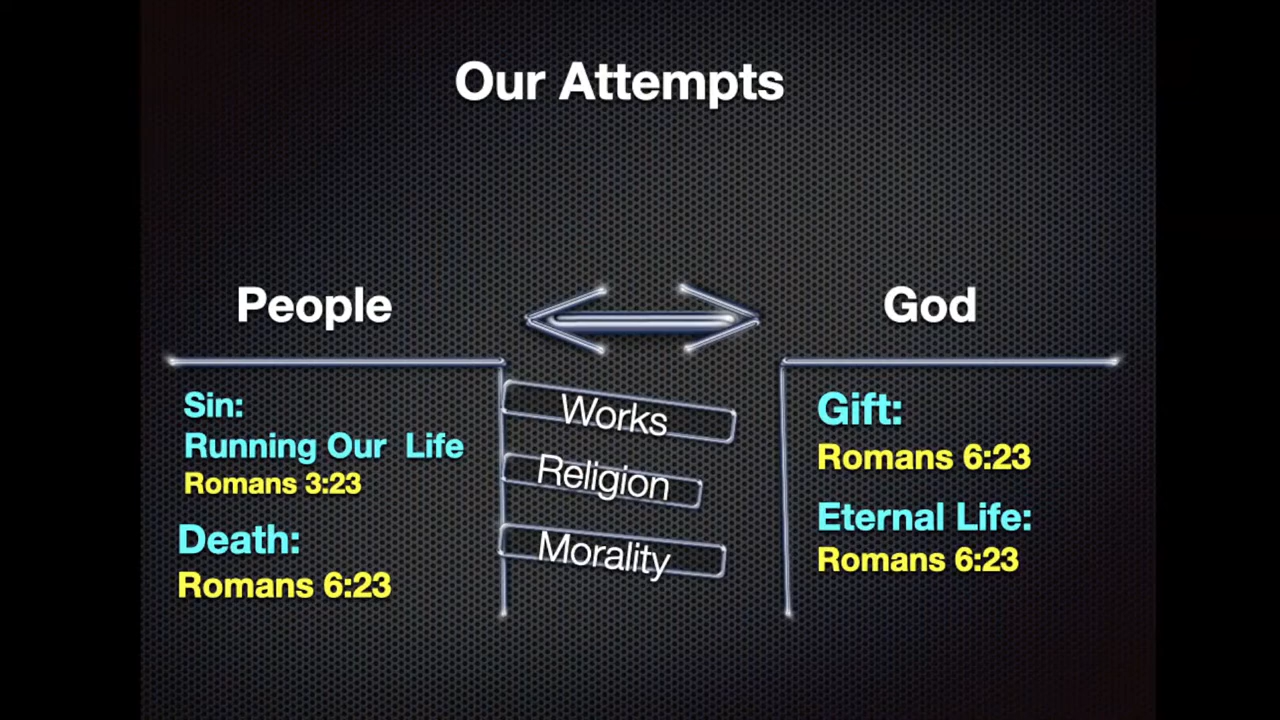 Our Attempts
People
God
Sin:
Running Our Life
Romans 3:23
Death:
Romans 6:23
Works
Religion
Morality
Gift:
Romans 6:23
Eternal Life:
Romans 6:23